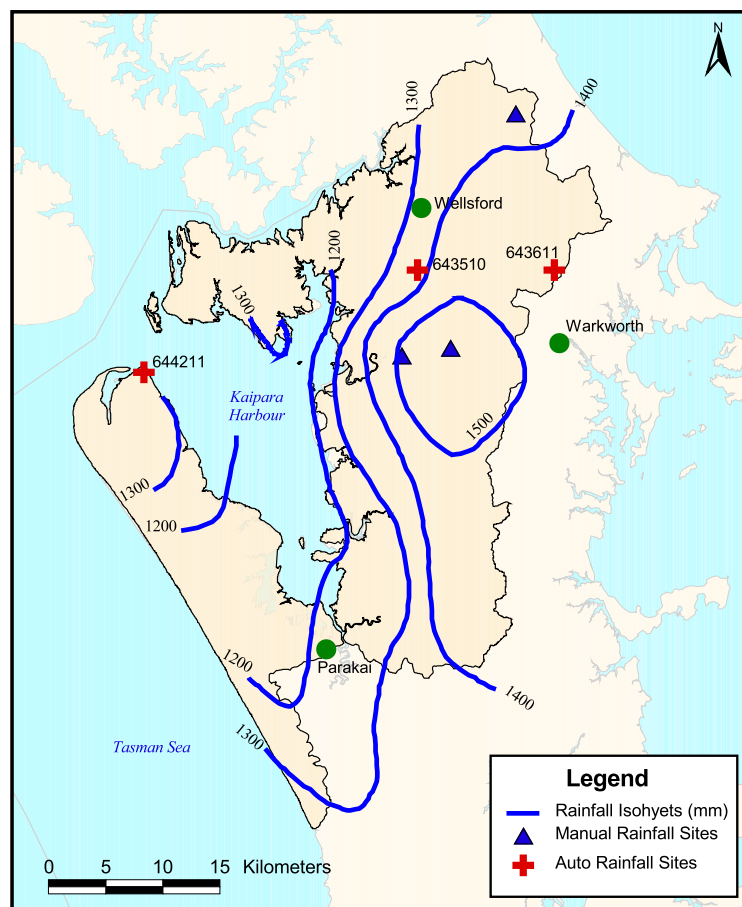 N
1300
1400
Wellsford
1200
643510
643611
1300
Warkworth
644211
Kaipara
Harbour
1500
1300
1200
1200
Parakai
1400
1300
Tasman Sea
Legend
Rainfall Isohyets (mm)
Manual Rainfall Sites
Auto Rainfall Sites
0 5 10 15 Kilometers